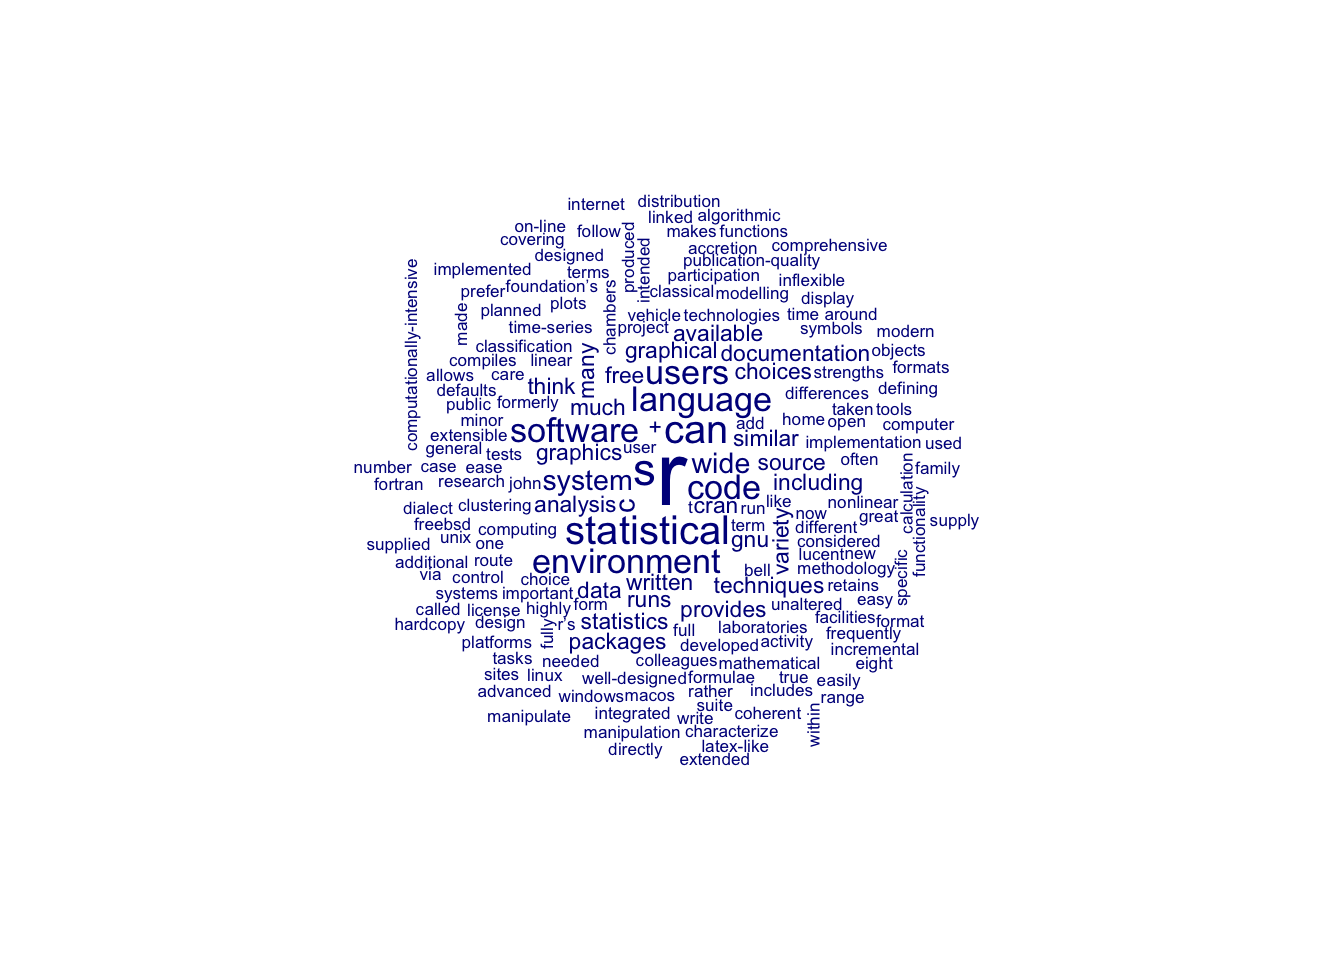 internet distribution
linked algorithmic
on-line follow makes functions
covering produced accretion comprehensive
designed intended publication-quality
implemented terms participation inflexible
computationally-intensive prefer foundation's chambers classical modelling display
made planned plots vehicle technologies time around
time-series project available symbols modern
classification many graphical documentation objects
compiles linear free users choices strengths formats
allows care think differences defining
defaults formerly much language taken tools
public minor software + can add home open computer
extensible similar implementation used
general tests graphics user wide source often
number case ease s r calculation family
fortran research john system code including functionality
dialect clustering analysis c t cran run like nonlinear
freebsd computing statistical term variety now great supply
unix different
supplied one gnu considered
additional route environment lucent new
via control choice bell methodology specific
systems important data written techniques retains
called license highly form runs provides unaltered easy
hardcopy design fully r's statistics full laboratories facilities format
platforms packages developed activity frequently
tasks needed colleagues mathematical incremental
sites linux well-designed formulae true easily eight
advanced windows macos rather includes range
manipulate integrated write suite coherent within
manipulation characterize
directly latex-like
extended